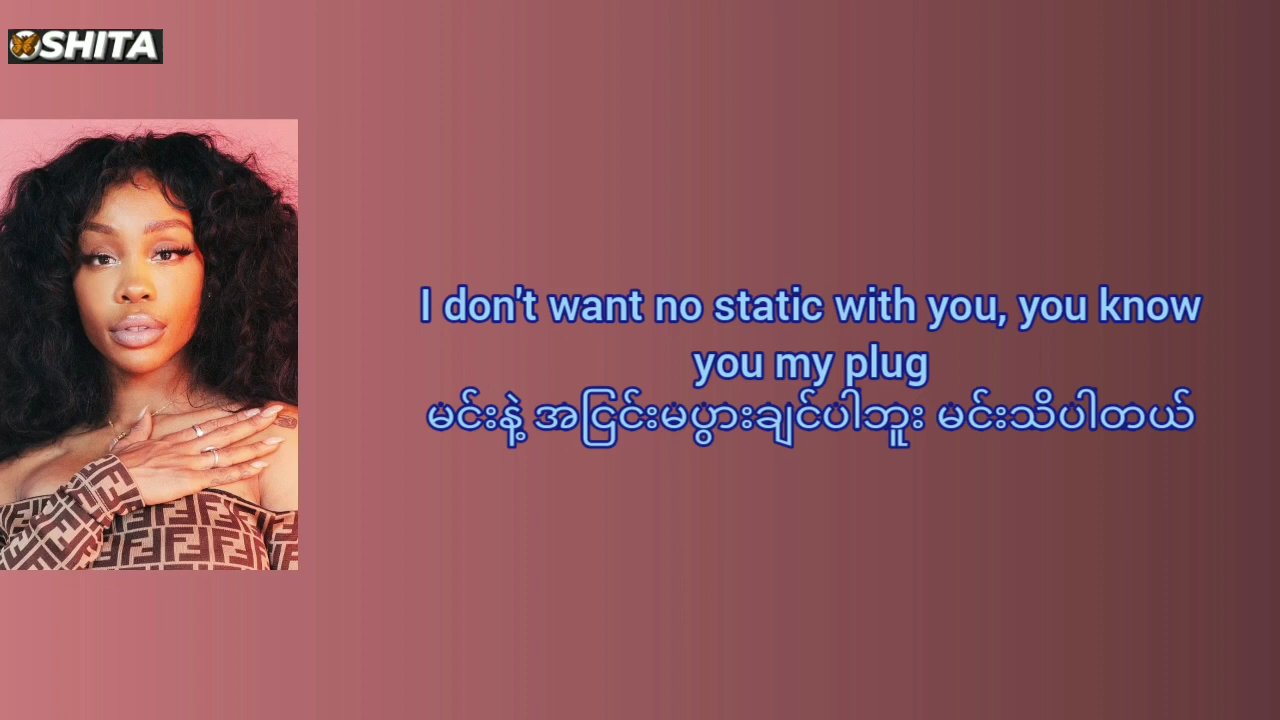 SHITA
I don't want no static with you, you know
you my plug
မင်းနဲ့ အငြင်းမပွားချင်ပါဘူး မင်းသိပါတယ်